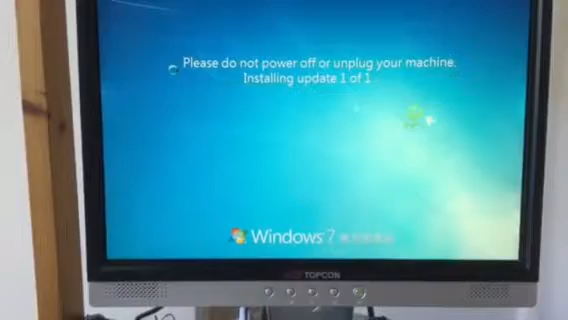 Please do not power off or unplug your machine.
Installing update 1 of 1
Windows 7
TOPCON